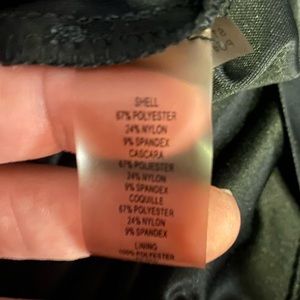 SHELL
67% POLYESTER
24% NYLON
9% SPANDEX
CASCARA
67% POLIESTER
24% NYLON
9% SPANDEX
COQUILLE
67% POLYESTER
24% NYLON
9% SPANDEX
LINING
100% POLYESTER